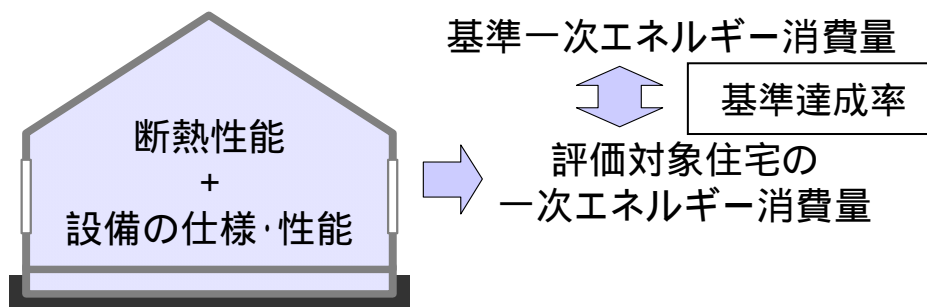 断熱性能
+
設備の仕様・性能
基準一次エネルギー消費量
基準達成率
評価対象住宅の
一次エネルギー消費量